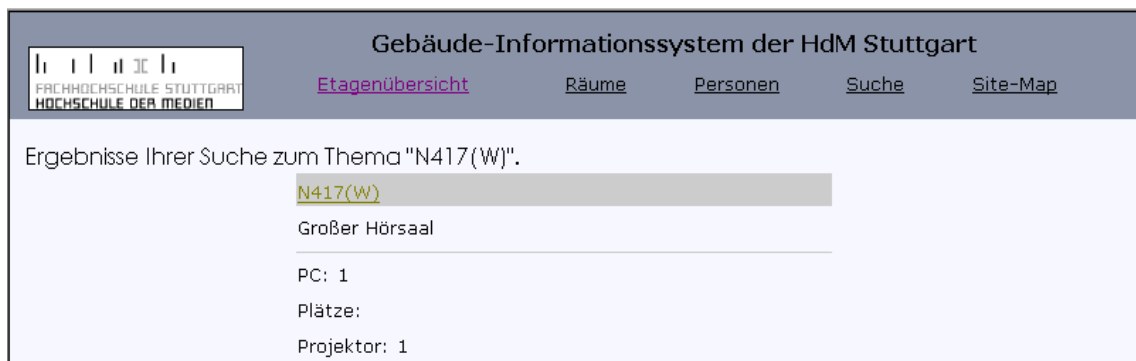 Gebäude-Informationssystem der HdM Stuttgart
FACHHOCHSCHULE STUTTGART
HOCHSCHULE DER MEDIEN
Etagenübersicht Räume Personen Suche Site-Map
Ergebnisse Ihrer Suche zum Thema "N417(W)".
N417(W)
Großer Hörsaal
PC: 1
Plätze:
Projektor: 1